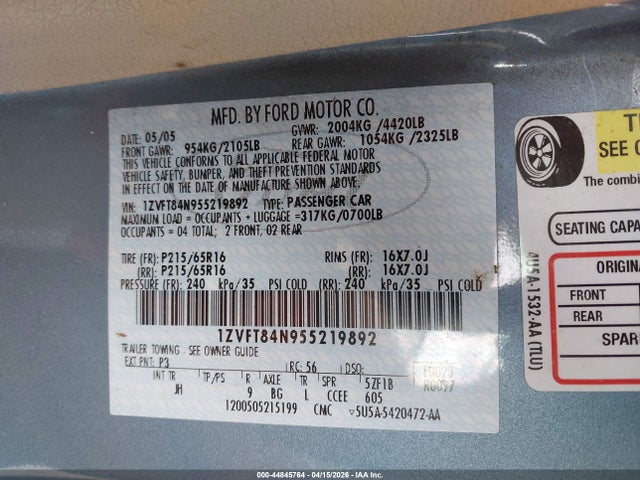 MFD. BY FORD MOTOR CO.
DATE: 05/05 GVWR: 2004KG /4420LB
FRONT GAWR: 954KG/2105LB REAR GAWR: 1054KG /2325LB
THIS VEHICLE CONFORMS TO ALL APPLICABLE FEDERAL MOTOR
VEHICLE SAFETY, BUMPER, AND THEFT PREVENTION STANDARDS
IN EFFECT ON THE DATE OF MANUFACTURE SHOWN ABOVE.
VIN: 1ZVFT84N955219892 TYPE: PASSENGER CAR
MAXIMUM LOAD = OCCUPANTS + LUGGAGE =317KG/0700LB
OCCUPANTS = 04 TOTAL; 2 FRONT, 02 REAR
TIRE (FR): P215/65R16 RIMS (FR): 16X7.0J
(RR): P215/65R16 (RR): 16X7.0J
PRESSURE (FR): 240 kPa/35 PSI COLD (RR): 240 kPa/35 PSI COLD
1ZVFT84N955219892
TRAILER TOWING - SEE OWNER GUIDE
EXT PNT: P3 RC: 56 DSO:
INT TR TP/PS R AXLE TR SPR 5ZF1B
JH 9 BG L CCEE 605
1200505215199 CMC ▽5U5A-5420472-AA
SEE O
The combi
SEATING CAPA
ORIGINA
FRONT
REAR
SPAR
4U5A-1532-AA (TLU)
000-44845764 - 04/15/2026 - IAA Inc.